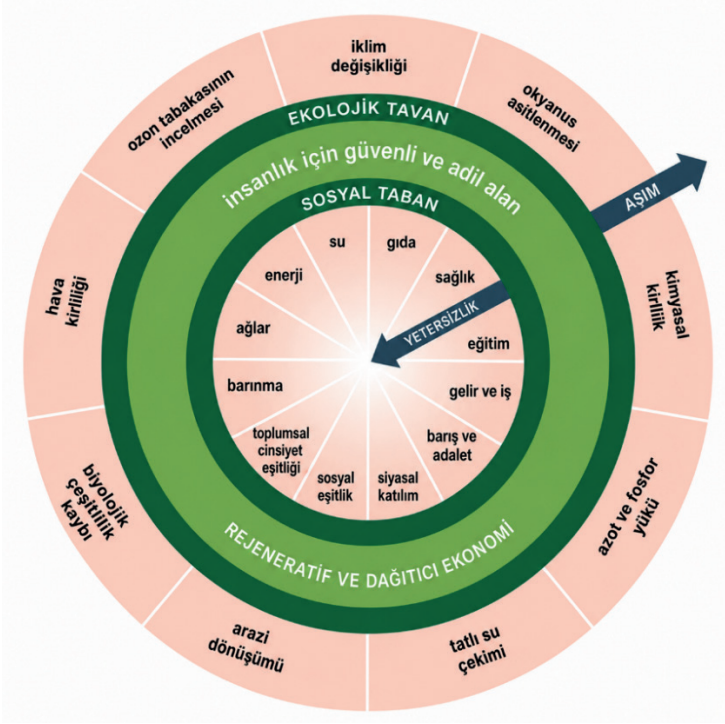 iklim
değişikliği
okyanus
asitlenmesi
kimyasal
kirlilik
azot ve fosfor
yükü
tatlı su
çekimi
arazi
dönüşümü
biyolojik
çeşitlilik
kaybı
hava
kirliliği
ozon tabakasının
incelmesi
EKOLOJİK TAVAN
insanlık için güvenli ve adil alan
SOSYAL TABAN
AŞIM
YETERSİZLİK
su
gıda
sağlık
eğitim
gelir ve iş
barış ve
adalet
siyasal
katılım
sosyal
eşitlik
toplumsal
cinsiyet
eşitliği
barınma
ağlar
enerji
REJENERATİF VE DAĞITICI EKONOMİ